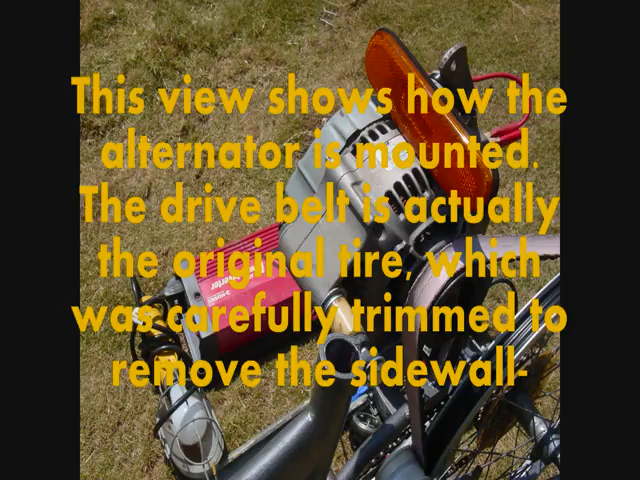 This view shows how the
alternator is mounted.
The drive belt is actually
the original tire, which
was carefully trimmed to
remove the sidewall-